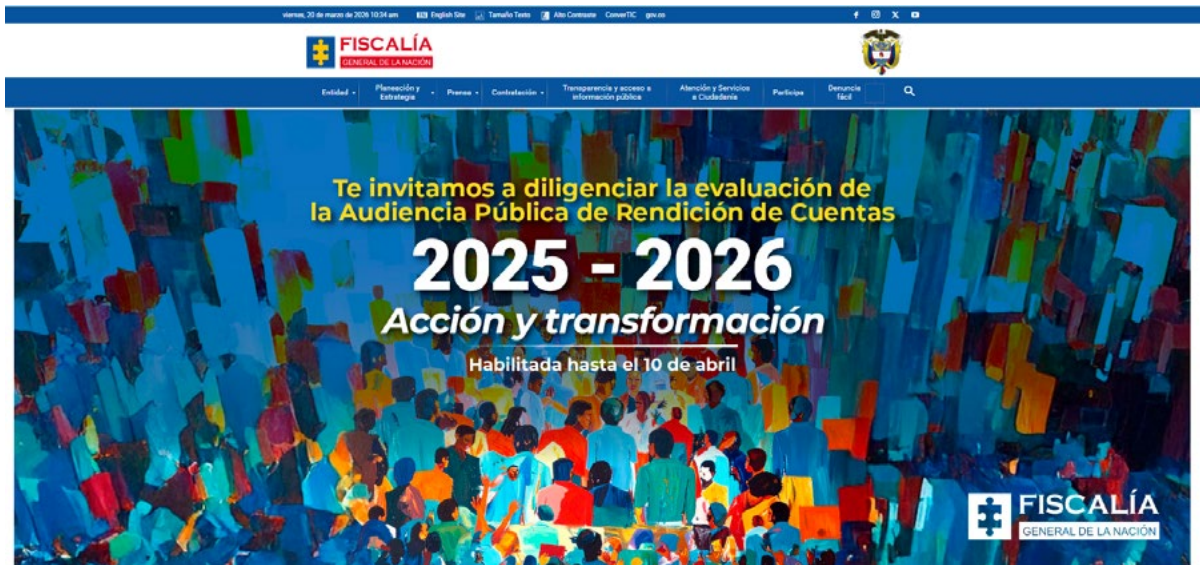 viernes, 20 de marzo de 2026 10:34 am EN English Site Tamaño Texto Alto Contraste ConverTIC gov.co
FISCALÍA
GENERAL DE LA NACIÓN
Entidad Planeación y Estrategia Prensa Contratación Transparencia y acceso a información pública Atención y Servicios a Ciudadanía Participa Denuncia fácil
Te invitamos a diligenciar la evaluación de
la Audiencia Pública de Rendición de Cuentas
2025 - 2026
Acción y transformación
Habilitada hasta el 10 de abril
FISCALÍA
GENERAL DE LA NACIÓN